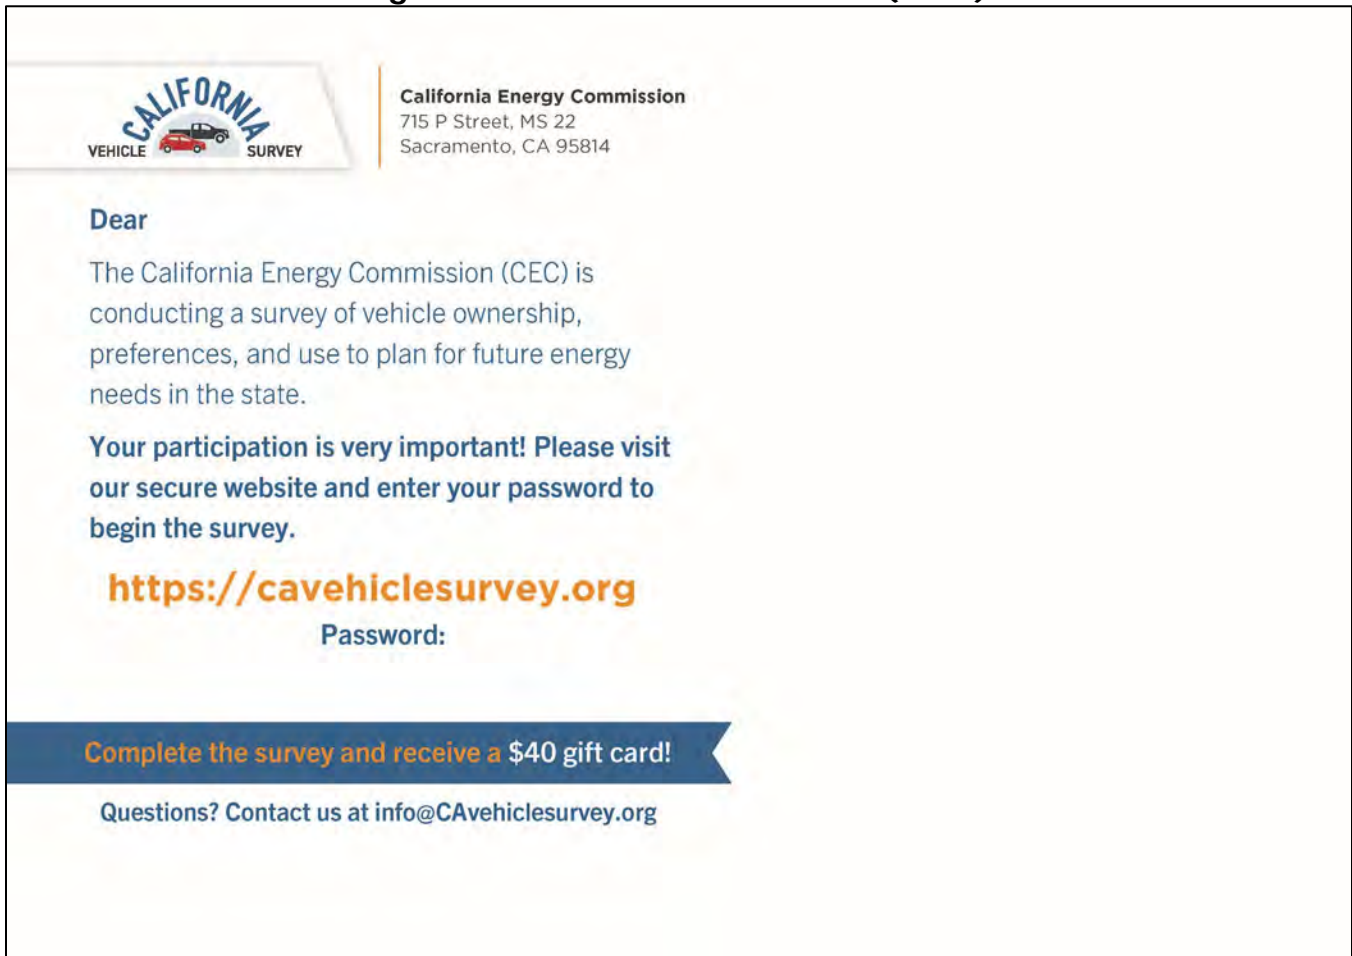 CALIFORNIA
VEHICLE SURVEY
California Energy Commission
715 P Street, MS 22
Sacramento, CA 95814
Dear
The California Energy Commission (CEC) is
conducting a survey of vehicle ownership,
preferences, and use to plan for future energy
needs in the state.
Your participation is very important! Please visit
our secure website and enter your password to
begin the survey.
https://cavehiclesurvey.org
Password:
Complete the survey and receive a $40 gift card!
Questions? Contact us at info@CAvehiclesurvey.org